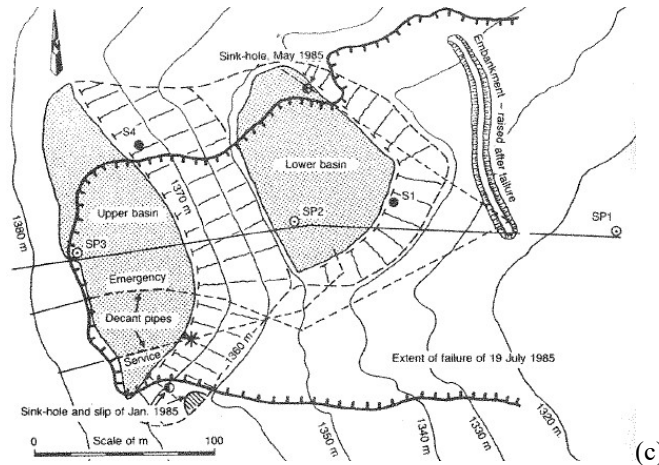 Sink-hole, May 1985
Embankment - raised after failure
S4
Lower basin
S1
1370 m
Upper basin
SP2
SP1
1380 m
SP3
Emergency
Decant pipes
Service
1360 m
Extent of failure of 19 July 1985
Sink-hole and slip of Jan. 1985
1350 m
1340 m
1330 m
1320 m
0
Scale of m
100
(c)